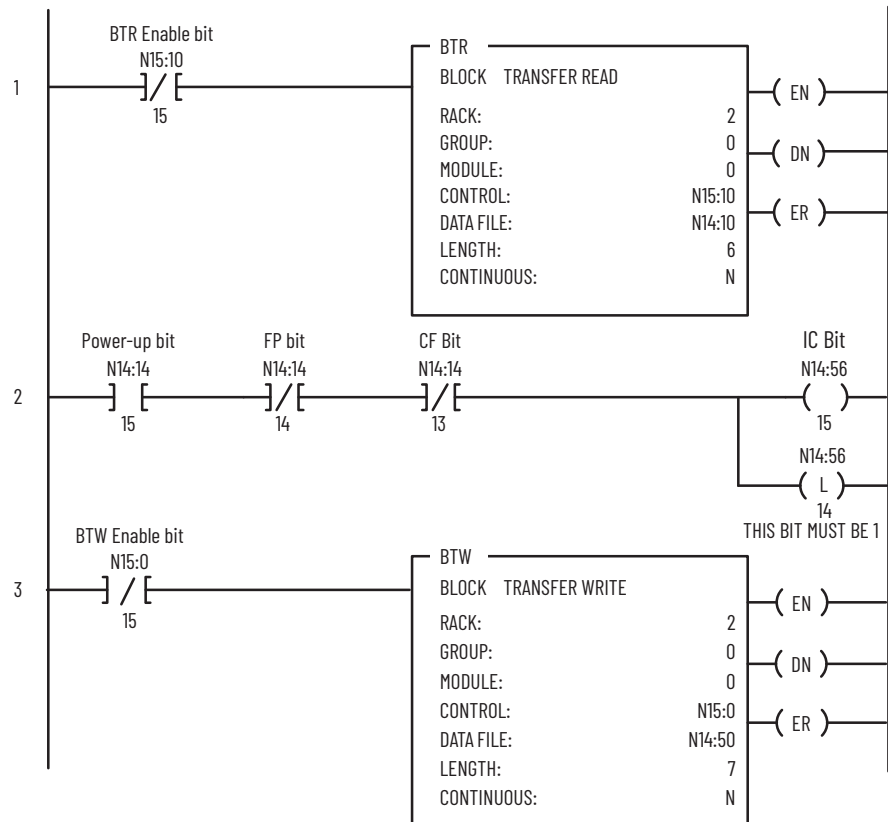 BTR Enable bit
N15:10
15
1
BTR
BLOCK TRANSFER READ
RACK: 2
GROUP: 0
MODULE: 0
CONTROL: N15:10
DATA FILE: N14:10
LENGTH: 6
CONTINUOUS: N
EN
DN
ER
Power-up bit FP bit CF Bit IC Bit
N14:14 N14:14 N14:14 N14:56
2
15 14 13 15
N14:56
L
14
THIS BIT MUST BE 1
BTW Enable bit
N15:0
15
3
BTW
BLOCK TRANSFER WRITE
RACK: 2
GROUP: 0
MODULE: 0
CONTROL: N15:0
DATA FILE: N14:50
LENGTH: 7
CONTINUOUS: N
EN
DN
ER